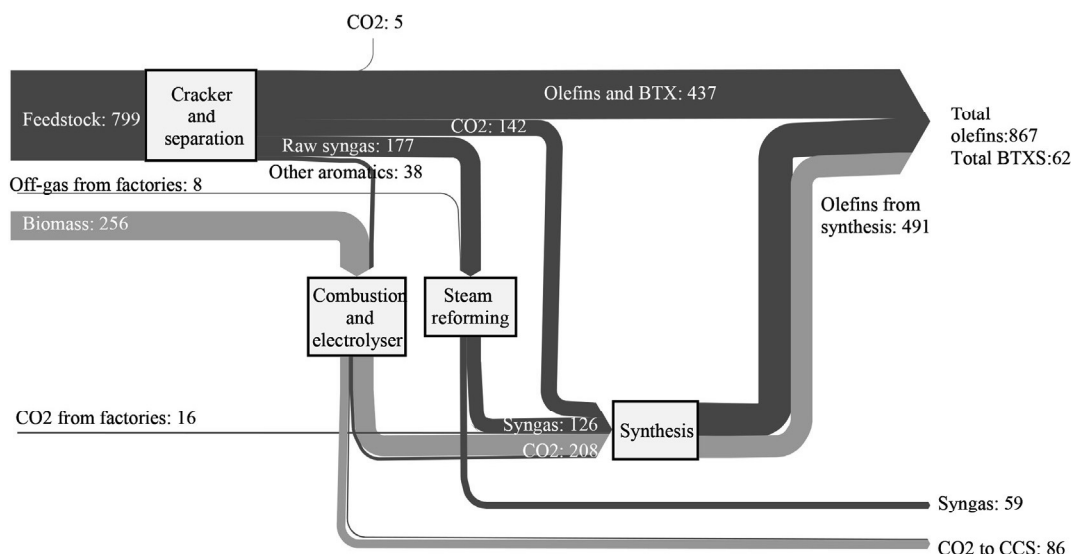 CO2: 5
Cracker
and
separation
Feedstock: 799
Olefins and BTX: 437
CO2: 142
Raw syngas: 177
Other aromatics: 38
Total
olefins:867
Total BTXS:62
Off-gas from factories: 8
Biomass: 256
Olefins from
synthesis: 491
Combustion
and
electrolyser
Steam
reforming
CO2 from factories: 16
Syngas: 126
CO2: 208
Synthesis
Syngas: 59
CO2 to CCS: 86